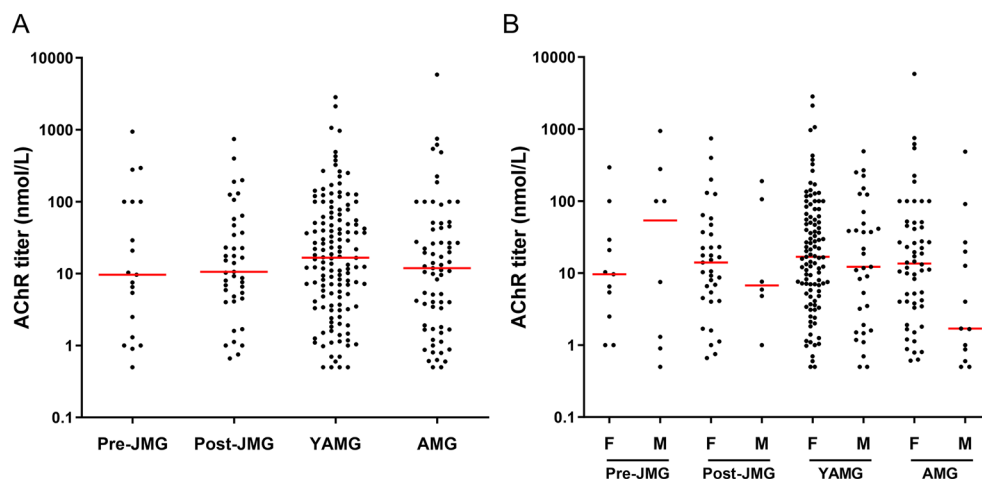 A
AChR titer (nmol/L)
10000
1000
100
10
1
0.1
Pre-JMG Post-JMG YAMG AMG
B
AChR titer (nmol/L)
10000
1000
100
10
1
0.1
F M F M F M F M
Pre-JMG Post-JMG YAMG AMG